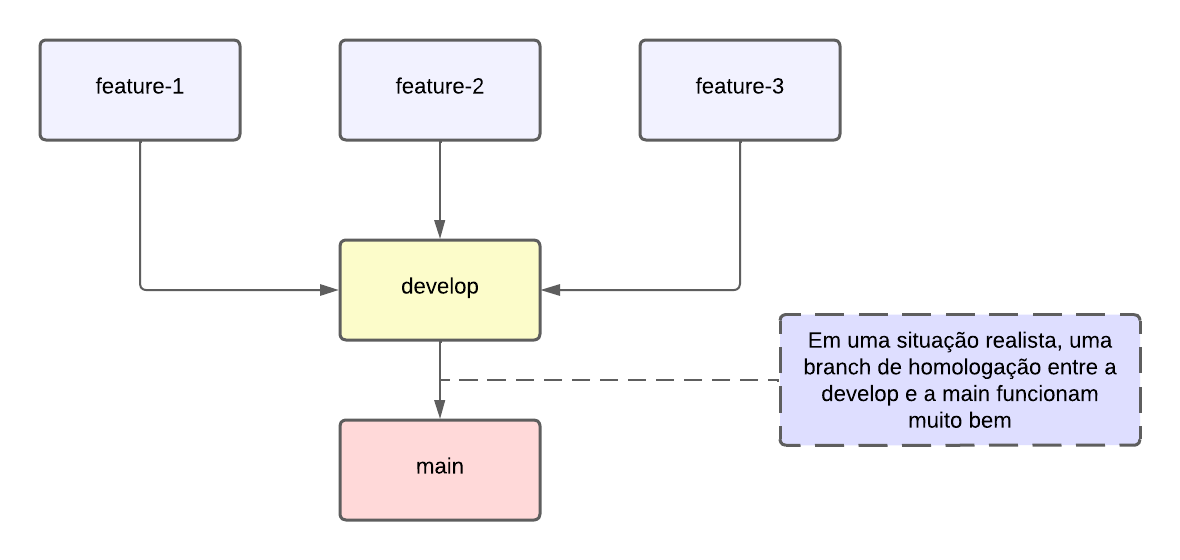 feature-1
feature-2
feature-3
develop
Em uma situação realista, uma
branch de homologação entre a
develop e a main funcionam
muito bem
main